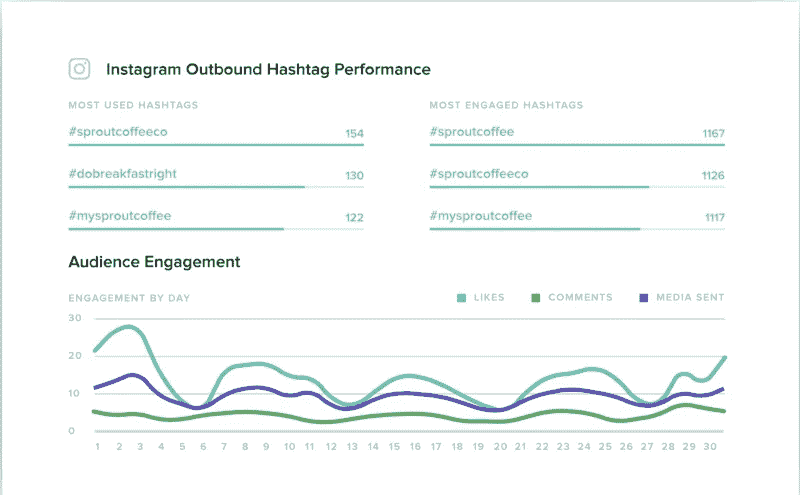 Instagram Outbound Hashtag Performance
MOST USED HASHTAGS
#sproutcoffeeco 154
#dobreakfastright 130
#mysproutcoffee 122
MOST ENGAGED HASHTAGS
#sproutcoffee 1167
#sproutcoffeeco 1126
#mysproutcoffee 1117
Audience Engagement
ENGAGEMENT BY DAY
LIKES COMMENTS MEDIA SENT
30
20
10
0
1 2 3 4 5 6 7 8 9 10 11 12 13 14 15 16 17 18 19 20 21 22 23 24 25 26 27 28 29 30